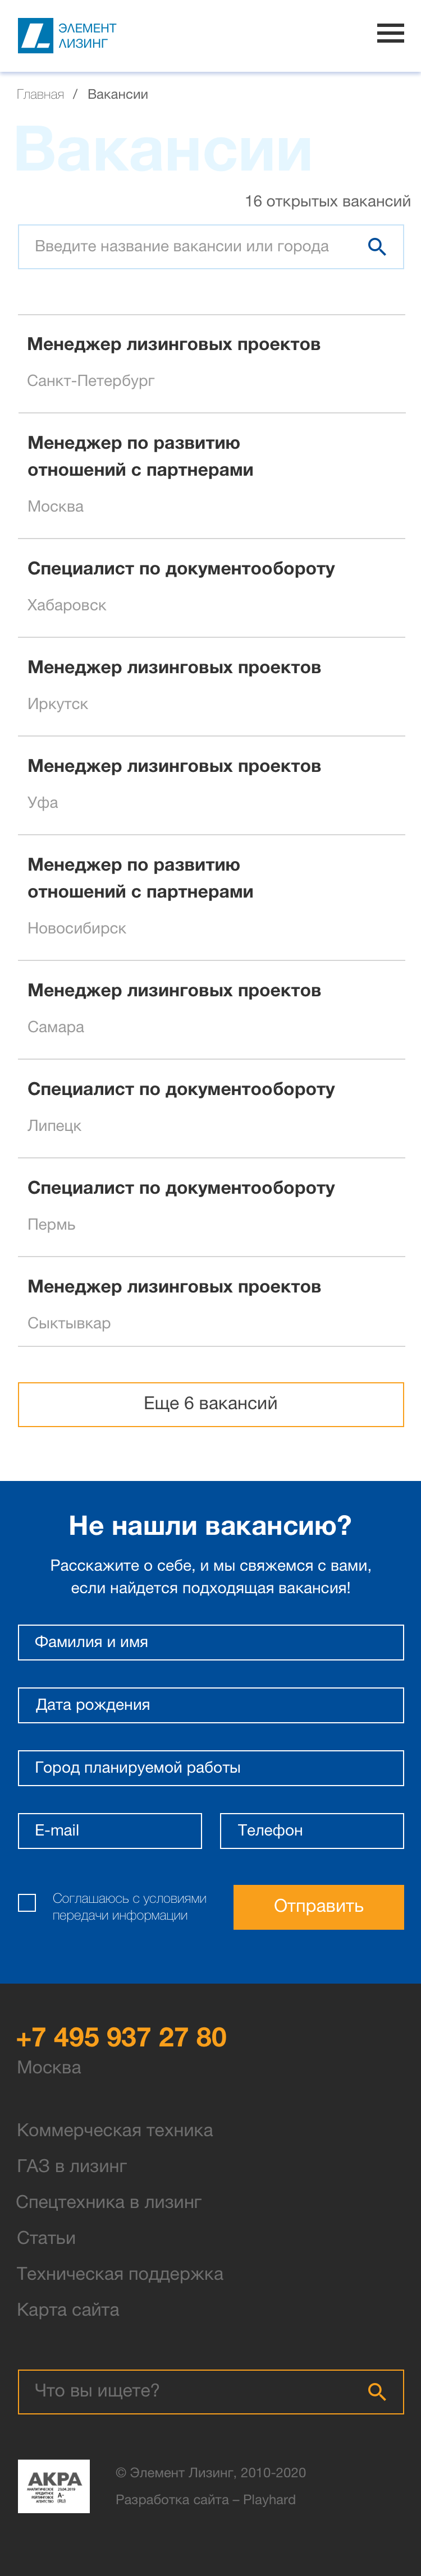 ЭЛЕМЕНТ
ЛИЗИНГ
Главная / Вакансии
Вакансии
16 открытых вакансий
Введите название вакансии или города
Менеджер лизинговых проектов
Санкт-Петербург
Менеджер по развитию
отношений с партнерами
Москва
Специалист по документообороту
Хабаровск
Менеджер лизинговых проектов
Иркутск
Менеджер лизинговых проектов
Уфа
Менеджер по развитию
отношений с партнерами
Новосибирск
Менеджер лизинговых проектов
Самара
Специалист по документообороту
Липецк
Специалист по документообороту
Пермь
Менеджер лизинговых проектов
Сыктывкар
Еще 6 вакансий
Не нашли вакансию?
Расскажите о себе, и мы свяжемся с вами,
если найдется подходящая вакансия!
Фамилия и имя
Дата рождения
Город планируемой работы
E-mail Телефон
Соглашаюсь с условиями
передачи информации
Отправить
+7 495 937 27 80
Москва
Коммерческая техника
ГАЗ в лизинг
Спецтехника в лизинг
Статьи
Техническая поддержка
Карта сайта
Что вы ищете?
АКРА
© Элемент Лизинг, 2010-2020
Разработка сайта – Playhard